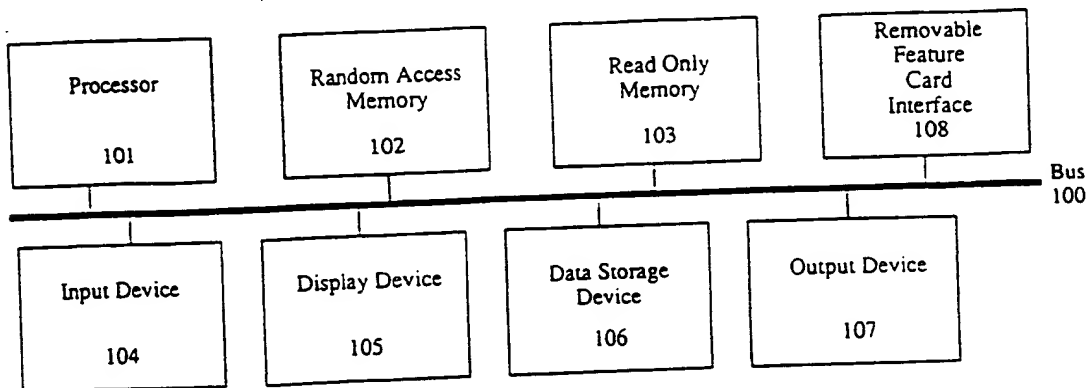 Processor
101
Random Access
Memory
102
Read Only
Memory
103
Removable
Feature
Card
Interface
108
Bus
100
Input Device
104
Display Device
105
Data Storage
Device
106
Output Device
107